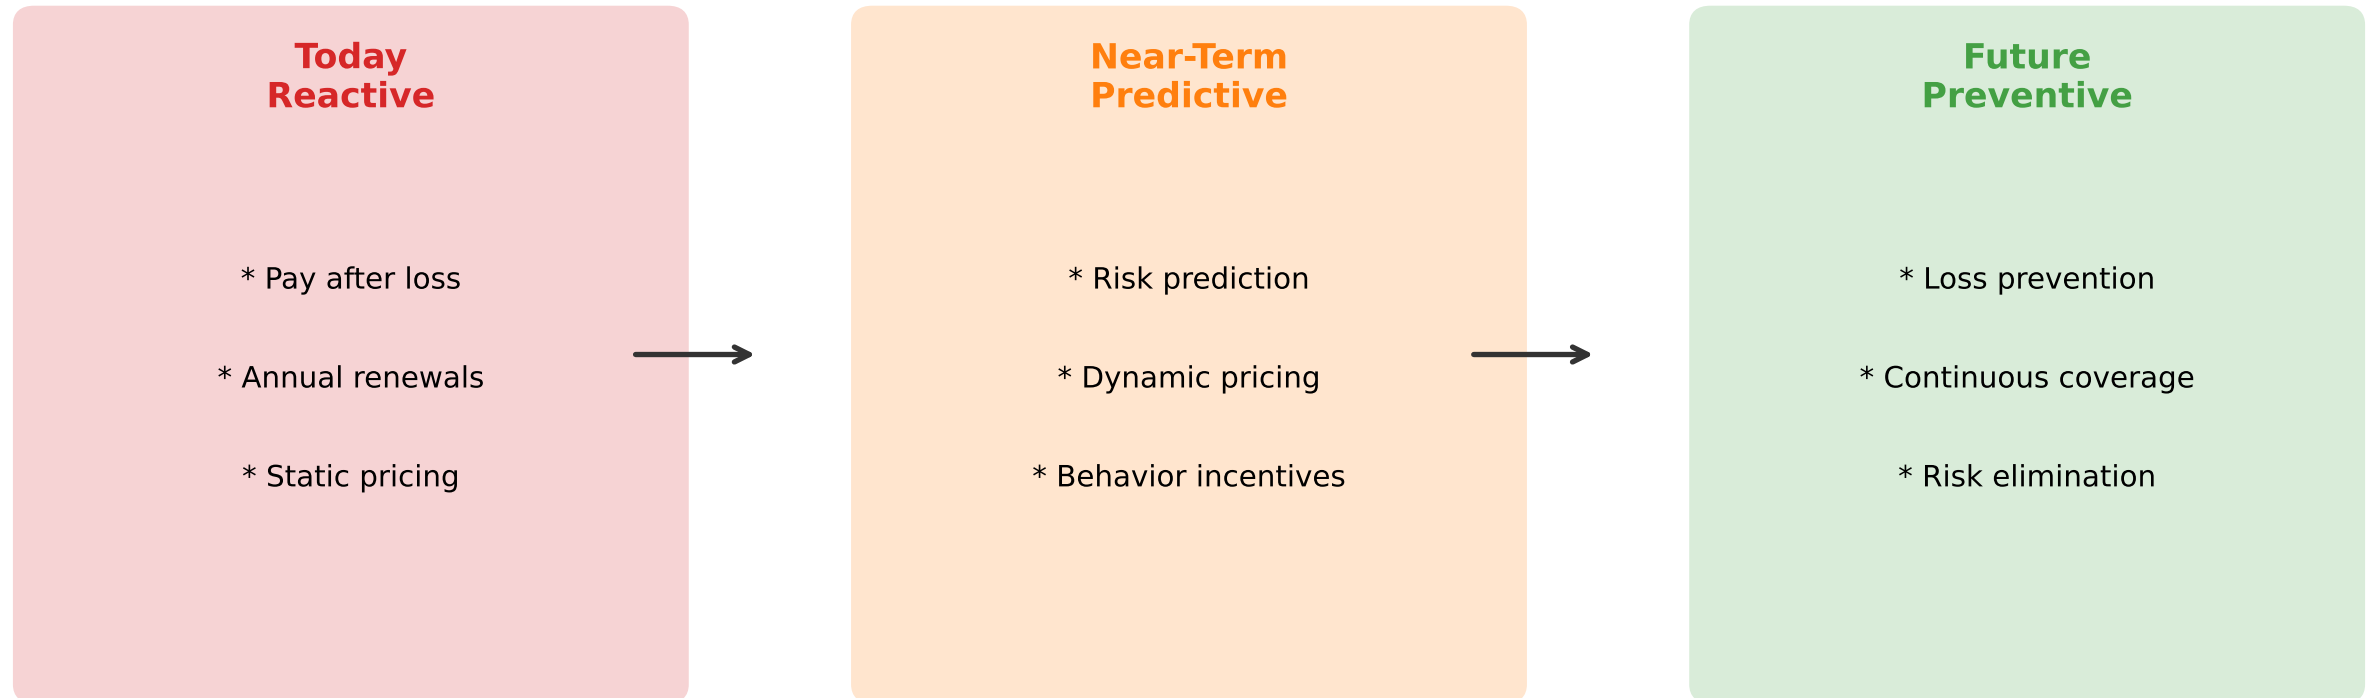 Today
Reactive
* Pay after loss
* Annual renewals
* Static pricing
Near-Term
Predictive
* Risk prediction
* Dynamic pricing
* Behavior incentives
Future
Preventive
* Loss prevention
* Continuous coverage
* Risk elimination